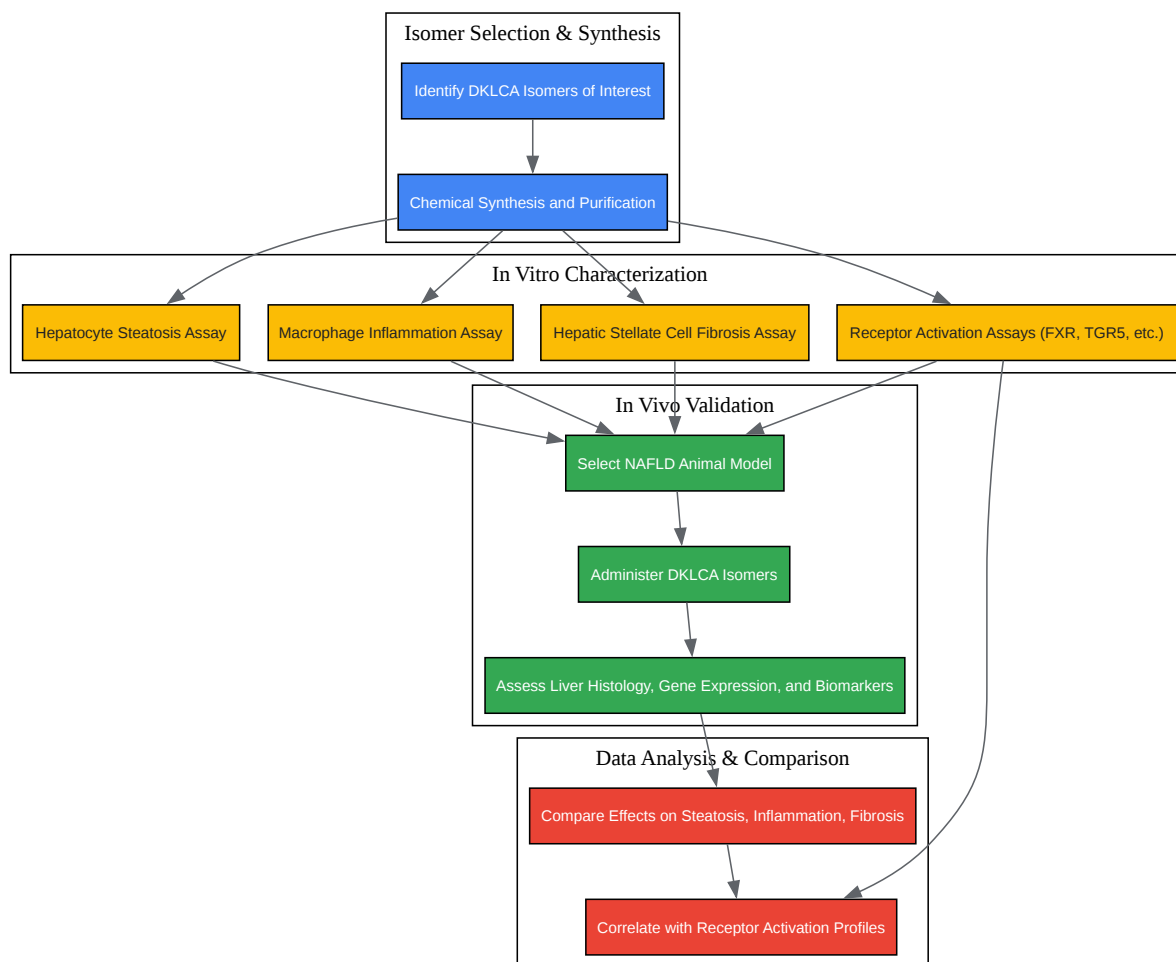 Isomer Selection & Synthesis
Identify DKLCA Isomers of Interest
Chemical Synthesis and Purification
In Vitro Characterization
Hepatocyte Steatosis Assay
Macrophage Inflammation Assay
Hepatic Stellate Cell Fibrosis Assay
Receptor Activation Assays (FXR, TGR5, etc.)
In Vivo Validation
Select NAFLD Animal Model
Administer DKLCA Isomers
Assess Liver Histology, Gene Expression, and Biomarkers
Data Analysis & Comparison
Compare Effects on Steatosis, Inflammation, Fibrosis
Correlate with Receptor Activation Profiles